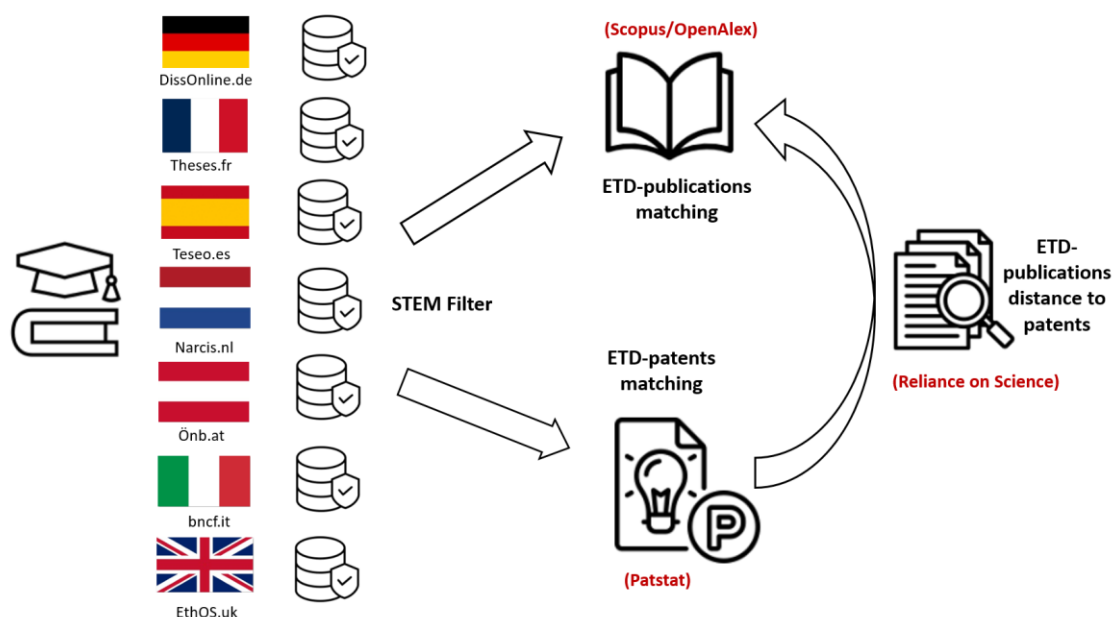 DissOnline.de
Theses.fr
Teseo.es
Narcis.nl
Önb.at
bncf.it
EthOS.uk
STEM Filter
(Scopus/OpenAlex)
ETD-publications
matching
ETD-patents
matching
P
(Patstat)
ETD-
publications
distance to
patents
(Reliance on Science)